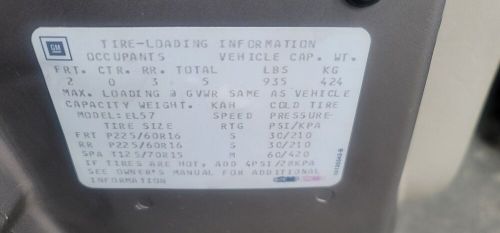 GM
TIRE-LOADING INFORMATION
OCCUPANTS VEHICLE CAP. WT.
FRT. CTR. RR. TOTAL LBS KG
2 0 3 5 935 424
MAX. LOADING @ GVWR SAME AS VEHICLE
CAPACITY WEIGHT. KAH COLD TIRE
MODEL: EL57 SPEED PRESSURE
TIRE SIZE RTG PSI/KPA
FRT P225/60R16 S 30/210
RR P225/60R16 S 30/210
SPA T125/70R15 M 60/420
IF TIRES ARE HOT, ADD 4PSI/28KPA
SEE OWNERS MANUAL FOR ADDITIONAL
INFORMATION